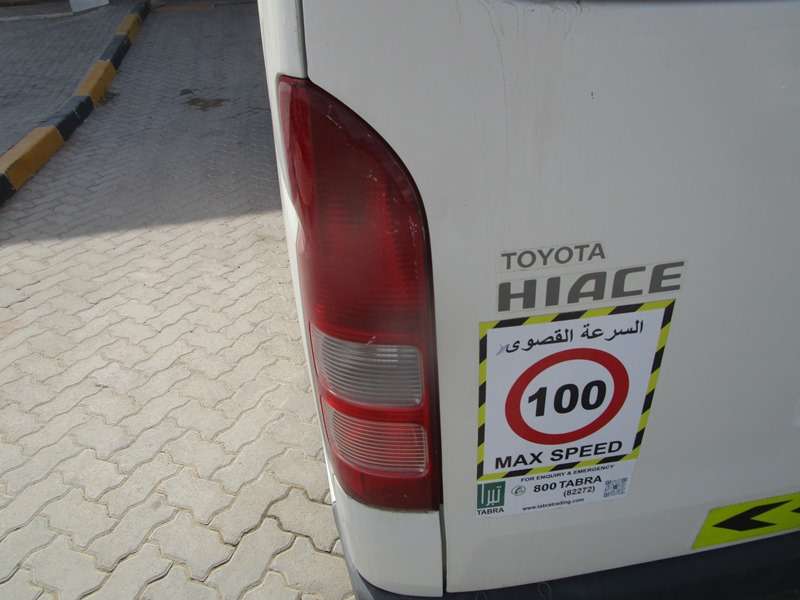 TOYOTA
HIACE
السرعة القصوى
100
MAX SPEED
FOR ENQUIRY & EMERGENCY
800 TABRA
(82272)
TABRA
www.tabratrading.com